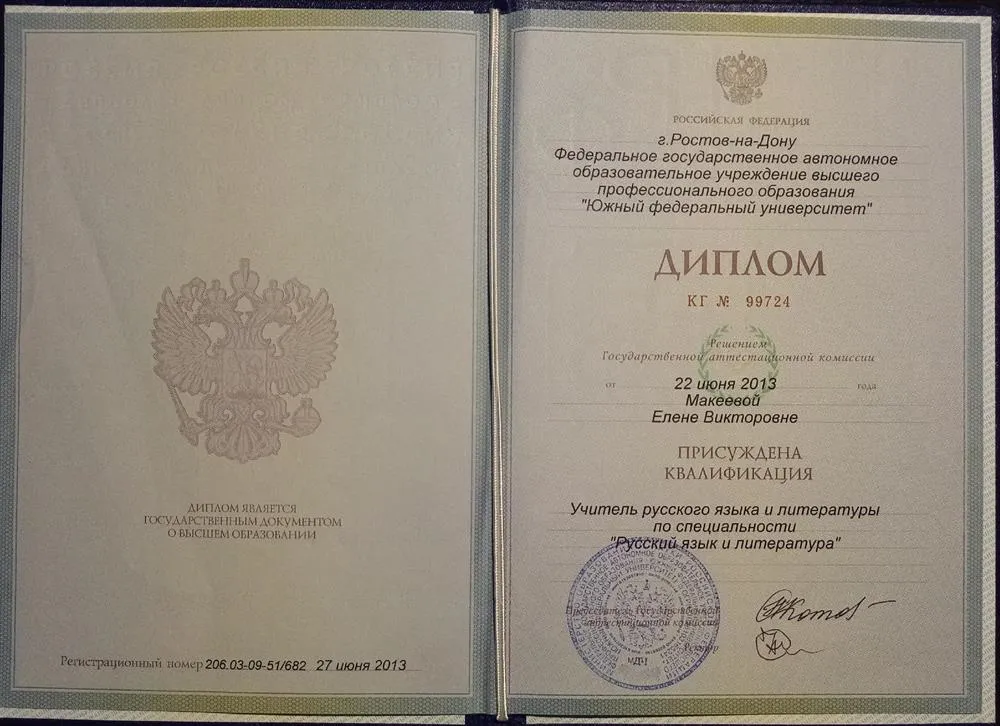 ДИПЛОМ ЯВЛЯЕТСЯ
ГОСУДАРСТВЕННЫМ ДОКУМЕНТОМ
О ВЫСШЕМ ОБРАЗОВАНИИ
Регистрационный номер 206.03-09-51/682 27 июня 2013
РОССИЙСКАЯ ФЕДЕРАЦИЯ
г.Ростов-на-Дону
Федеральное государственное автономное
образовательное учреждение высшего
профессионального образования
"Южный федеральный университет"
ДИПЛОМ
КГ № 99724
Решением
Государственной аттестационной комиссии
от 22 июня 2013 года
Макеевой
Елене Викторовне
ПРИСУЖДЕНА
КВАЛИФИКАЦИЯ
Учитель русского языка и литературы
по специальности
"Русский язык и литература"
Председатель Государственной
аттестационной комиссии
Ректор